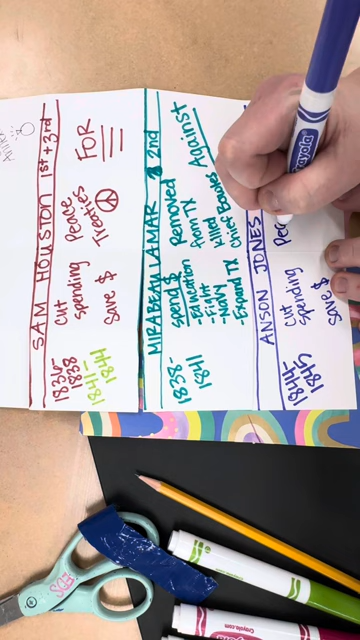 SAM HOUSTON 1st + 3rd
1836-
1838
1841-
1844
cut
spending
save $
Peace
Treaties
FOR
MIRABEAU LAMAR 2nd
1838-
1841
spend $
-Education
-Fight
-Navy
-Expand TX
Removed
from TX
Killed
Chief Bowles
Against
ANSON JONES
1844-
1845
cut
spending
save $
Pe
crayola
Crayola.com